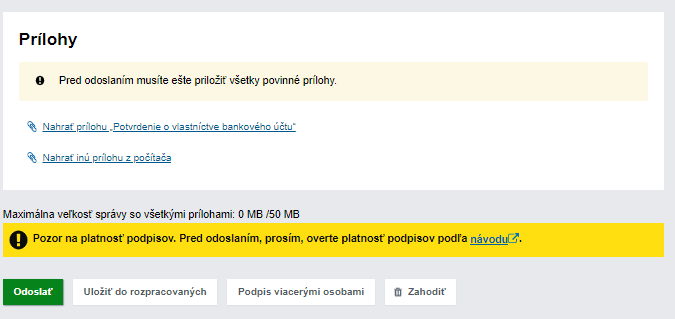 Prílohy
Pred odoslaním musíte ešte priložiť všetky povinné prílohy.
Nahrať prílohu „Potvrdenie o vlastníctve bankového účtu“
Nahrať inú prílohu z počítača
Maximálna veľkosť správy so všetkými prílohami: 0 MB /50 MB
Pozor na platnosť podpisov. Pred odoslaním, prosím, overte platnosť podpisov podľa návodu.
Odoslať Uložiť do rozpracovaných Podpis viacerými osobami Zahodiť